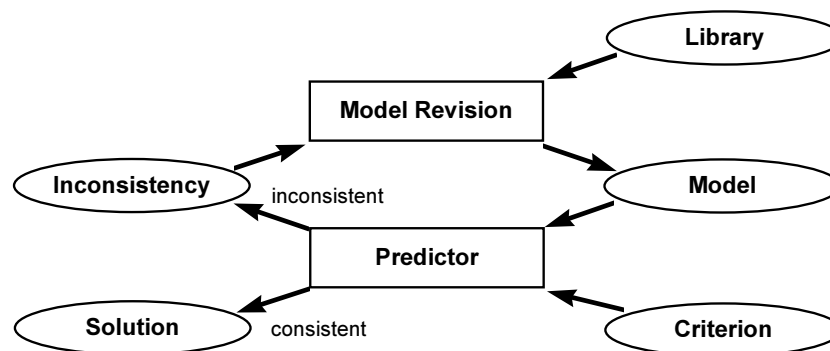 Library
Model Revision
Inconsistency
inconsistent
Model
Predictor
Solution
consistent
Criterion